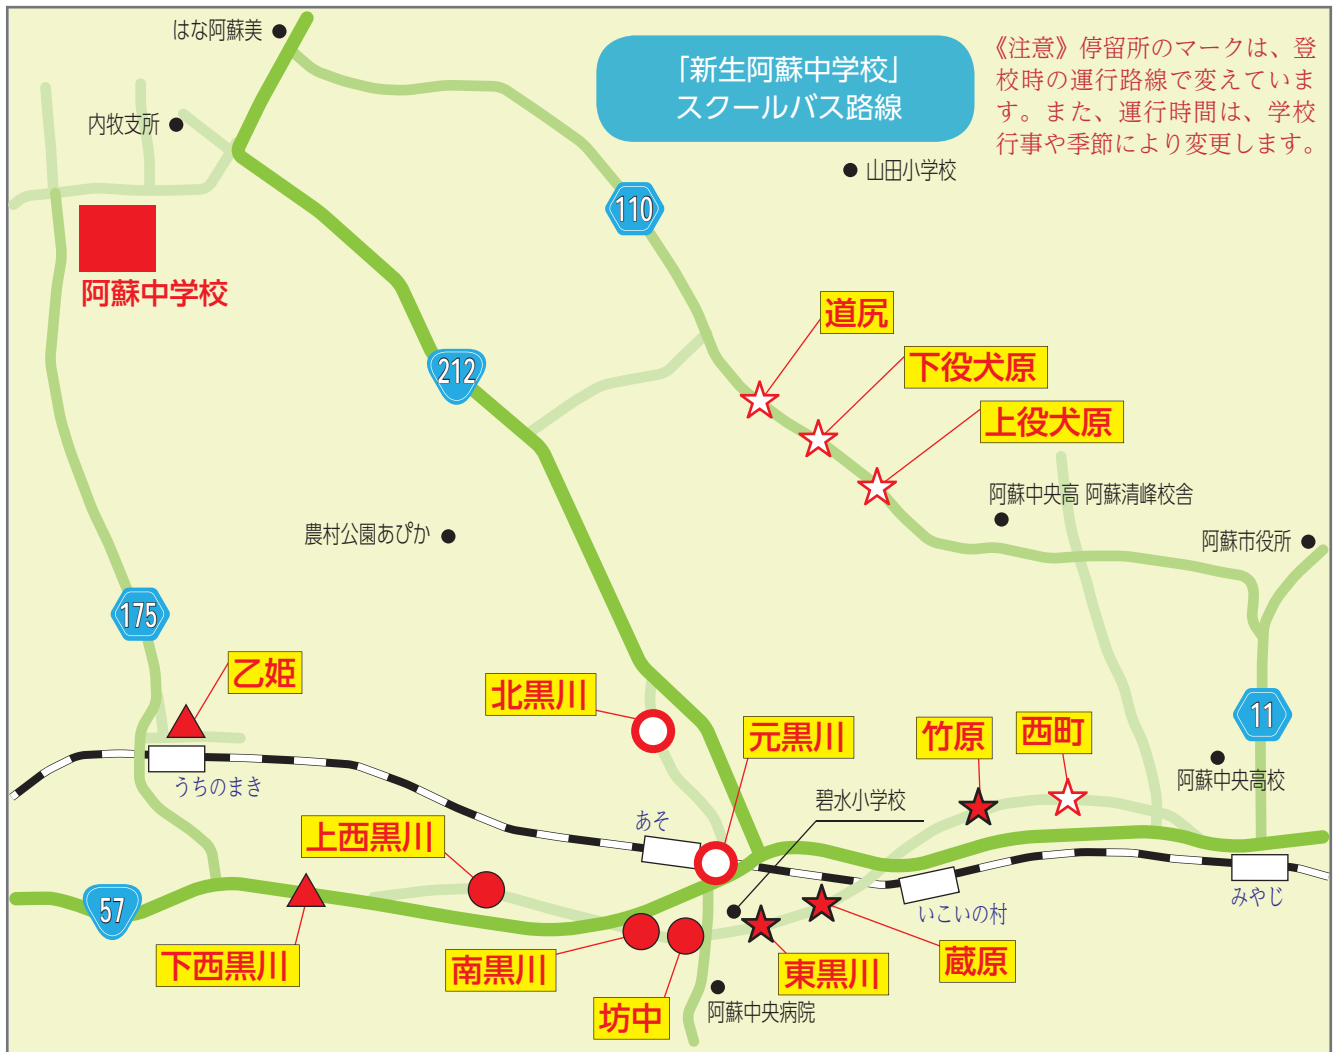 はな阿蘇美
「新生阿蘇中学校」
スクールバス路線
《注意》停留所のマークは、登
校時の運行路線で変えていま
す。また、運行時間は、学校
行事や季節により変更します。
内牧支所
山田小学校
110
阿蘇中学校
道尻
212
下役犬原
上役犬原
阿蘇中央高 阿蘇清峰校舎
農村公園あぴか
阿蘇市役所
175
乙姫
北黒川
元黒川
竹原
西町
11
うちのまき
阿蘇中央高校
碧水小学校
あそ
上西黒川
みやじ
57
いこいの村
下西黒川
南黒川
東黒川
蔵原
坊中
阿蘇中央病院